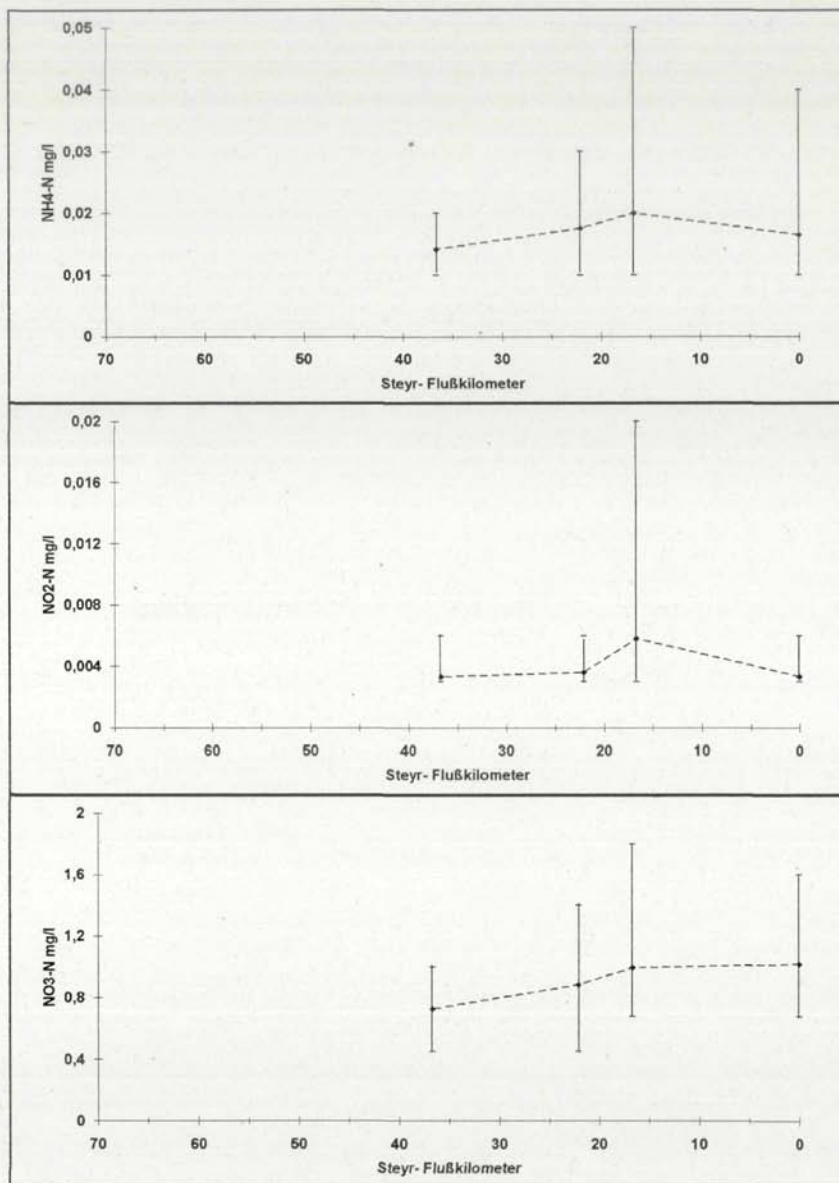 NH4-N mg/l
0,05
0,04
0,03
0,02
0,01
0
70 60 50 40 30 20 10 0
Steyr- Flußkilometer
NO2-N mg/l
0,02
0,016
0,012
0,008
0,004
0
70 60 50 40 30 20 10 0
Steyr- Flußkilometer
NO3-N mg/l
2
1,6
1,2
0,8
0,4
0
70 60 50 40 30 20 10 0
Steyr- Flußkilometer